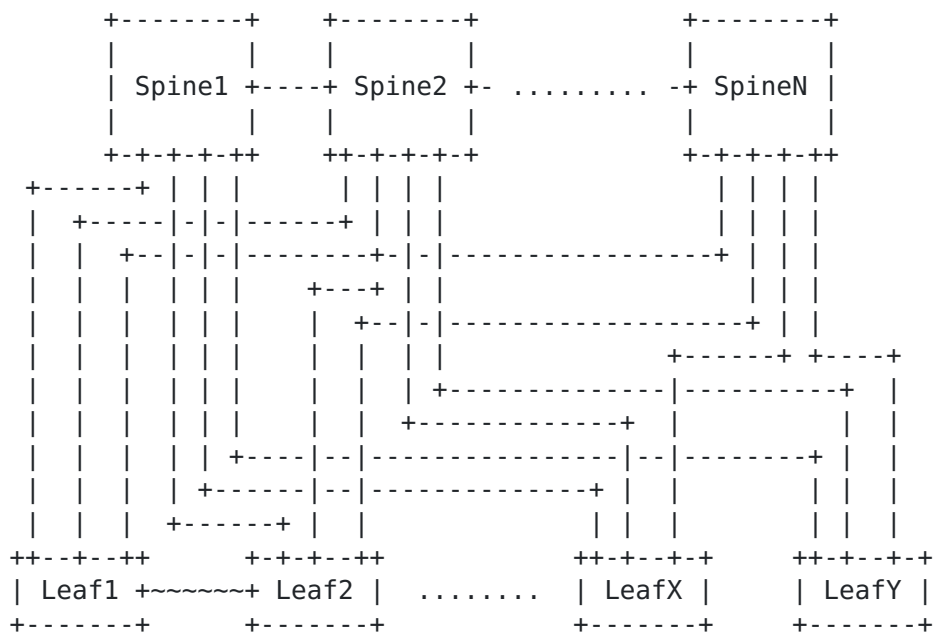 Spine1 Spine2 ......... SpineN
Leaf1 Leaf2 ........ LeafX LeafY